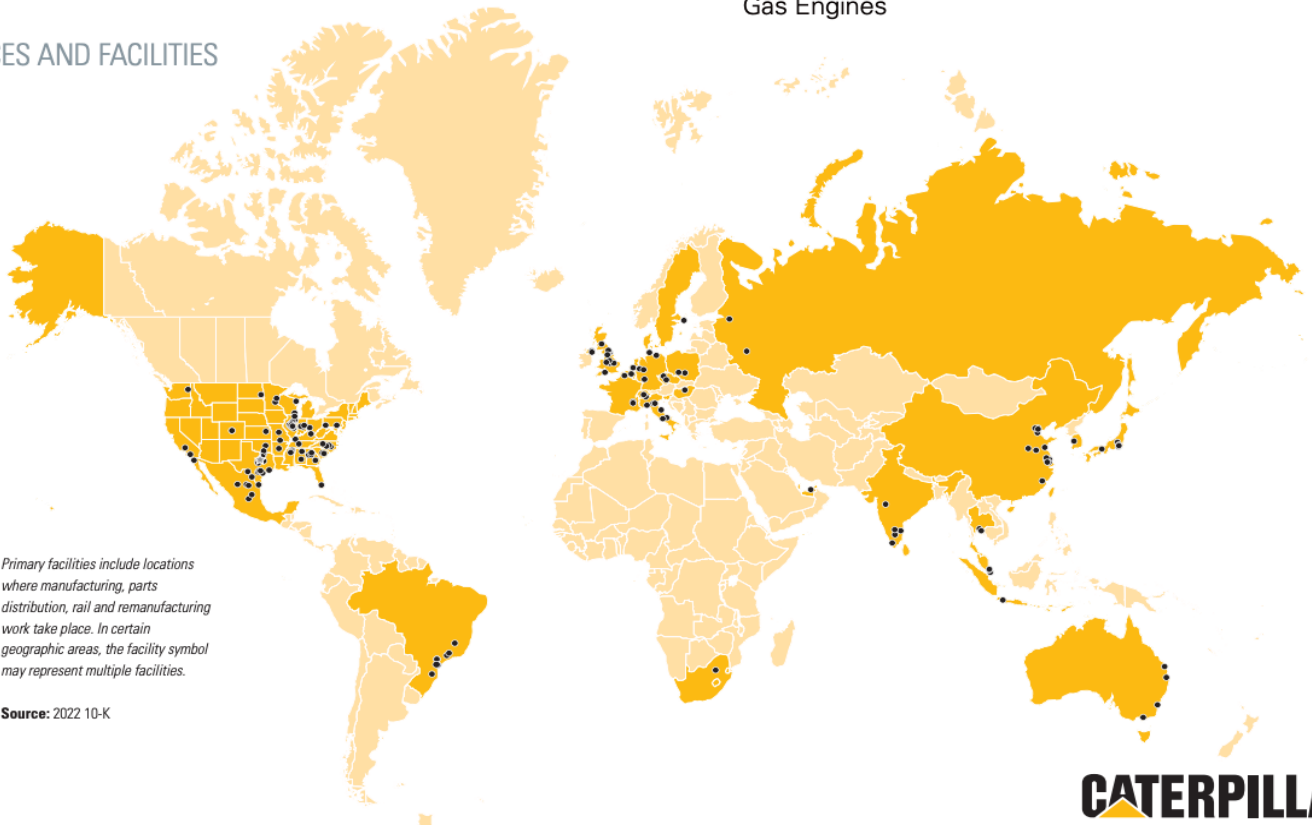 Gas Engines
ES AND FACILITIES
Primary facilities include locations
where manufacturing, parts
distribution, rail and remanufacturing
work take place. In certain
geographic areas, the facility symbol
may represent multiple facilities.
Source: 2022 10-K
CATERPILLA